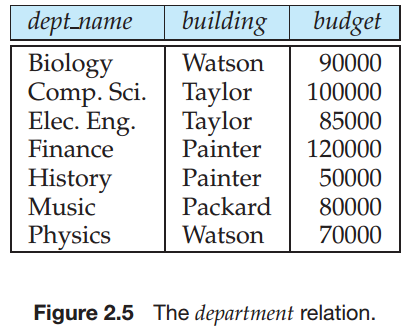 dept_name building budget
Biology Watson 90000
Comp. Sci. Taylor 100000
Elec. Eng. Taylor 85000
Finance Painter 120000
History Painter 50000
Music Packard 80000
Physics Watson 70000
Figure 2.5 The department relation.